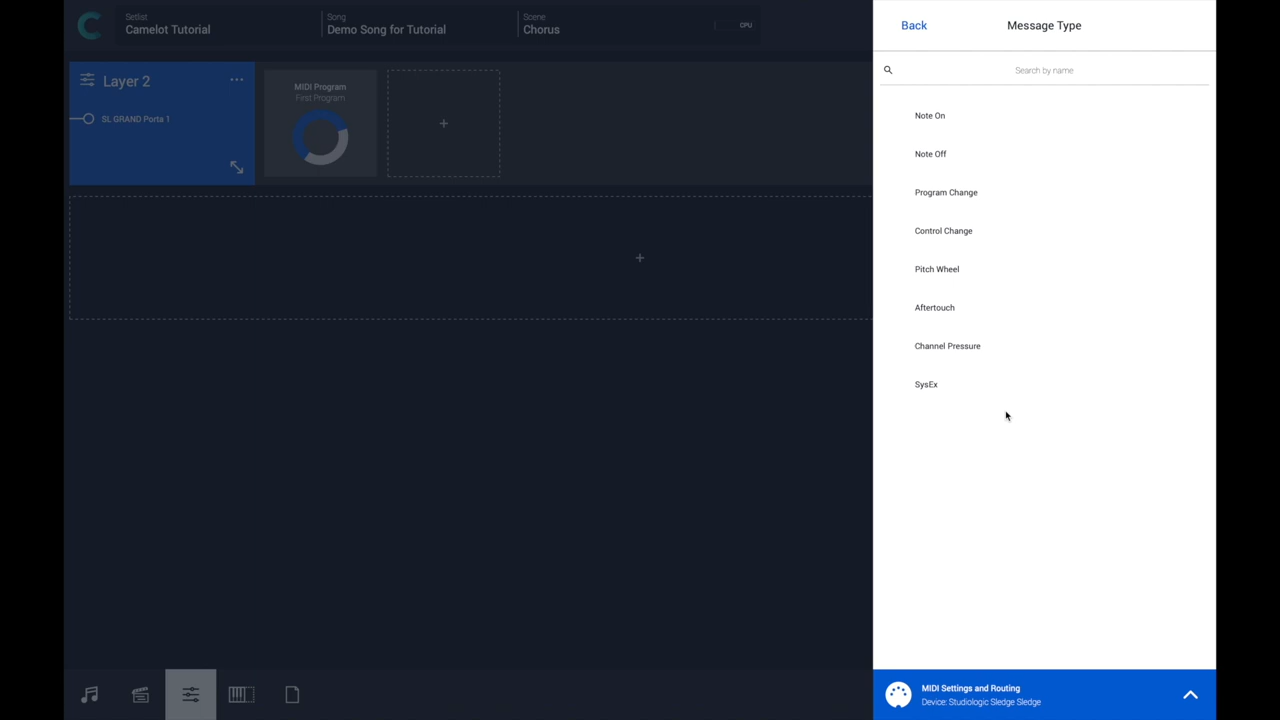 Setlist
Camelot Tutorial
Song
Demo Song for Tutorial
Scene
Chorus
CPU
Layer 2
SL GRAND Porta 1
MIDI Program
First Program
Back
Message Type
Search by name
Note On
Note Off
Program Change
Control Change
Pitch Wheel
Aftertouch
Channel Pressure
SysEx
MIDI Settings and Routing
Device: Studiologic Sledge Sledge